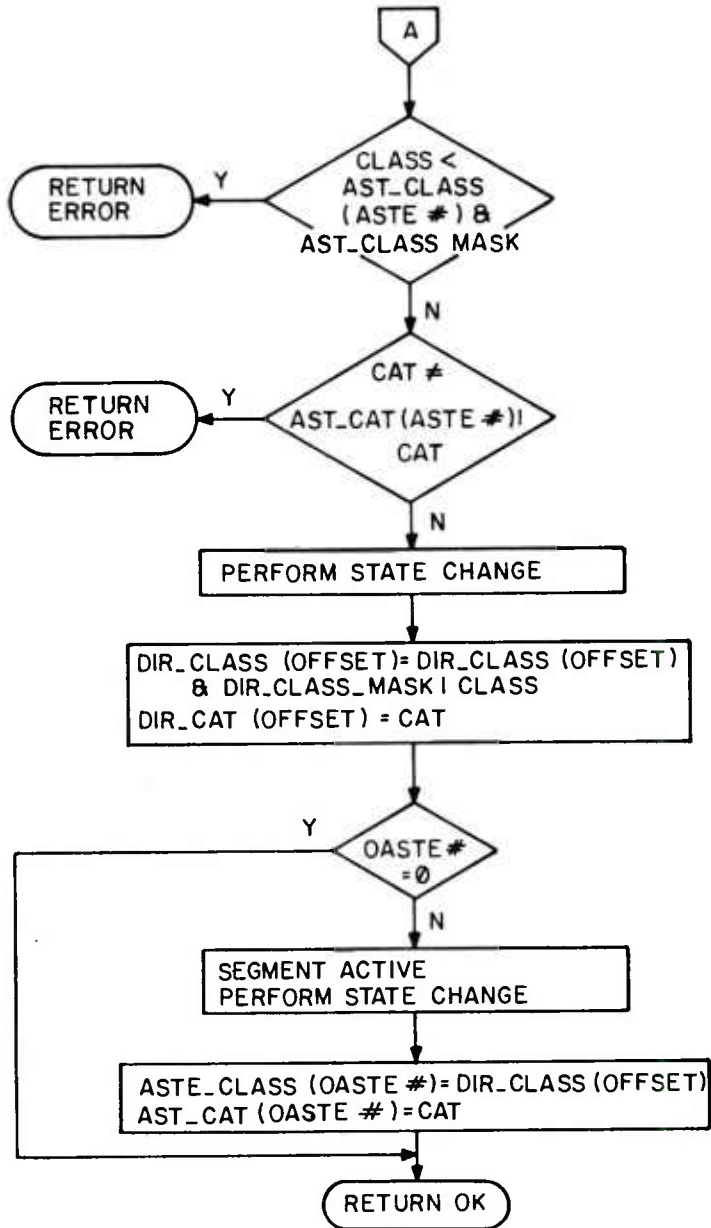 A
CLASS <
AST_CLASS
(ASTE #) &
AST_CLASS MASK
Y
RETURN
ERROR
N
CAT ≠
AST_CAT (ASTE #) |
CAT
Y
RETURN
ERROR
N
PERFORM STATE CHANGE
DIR_CLASS (OFFSET) = DIR_CLASS (OFFSET)
& DIR_CLASS_MASK | CLASS
DIR_CAT (OFFSET) = CAT
Y
OASTE #
= Ø
N
SEGMENT ACTIVE
PERFORM STATE CHANGE
ASTE_CLASS (OASTE #) = DIR_CLASS (OFFSET)
AST_CAT (OASTE #) = CAT
RETURN OK